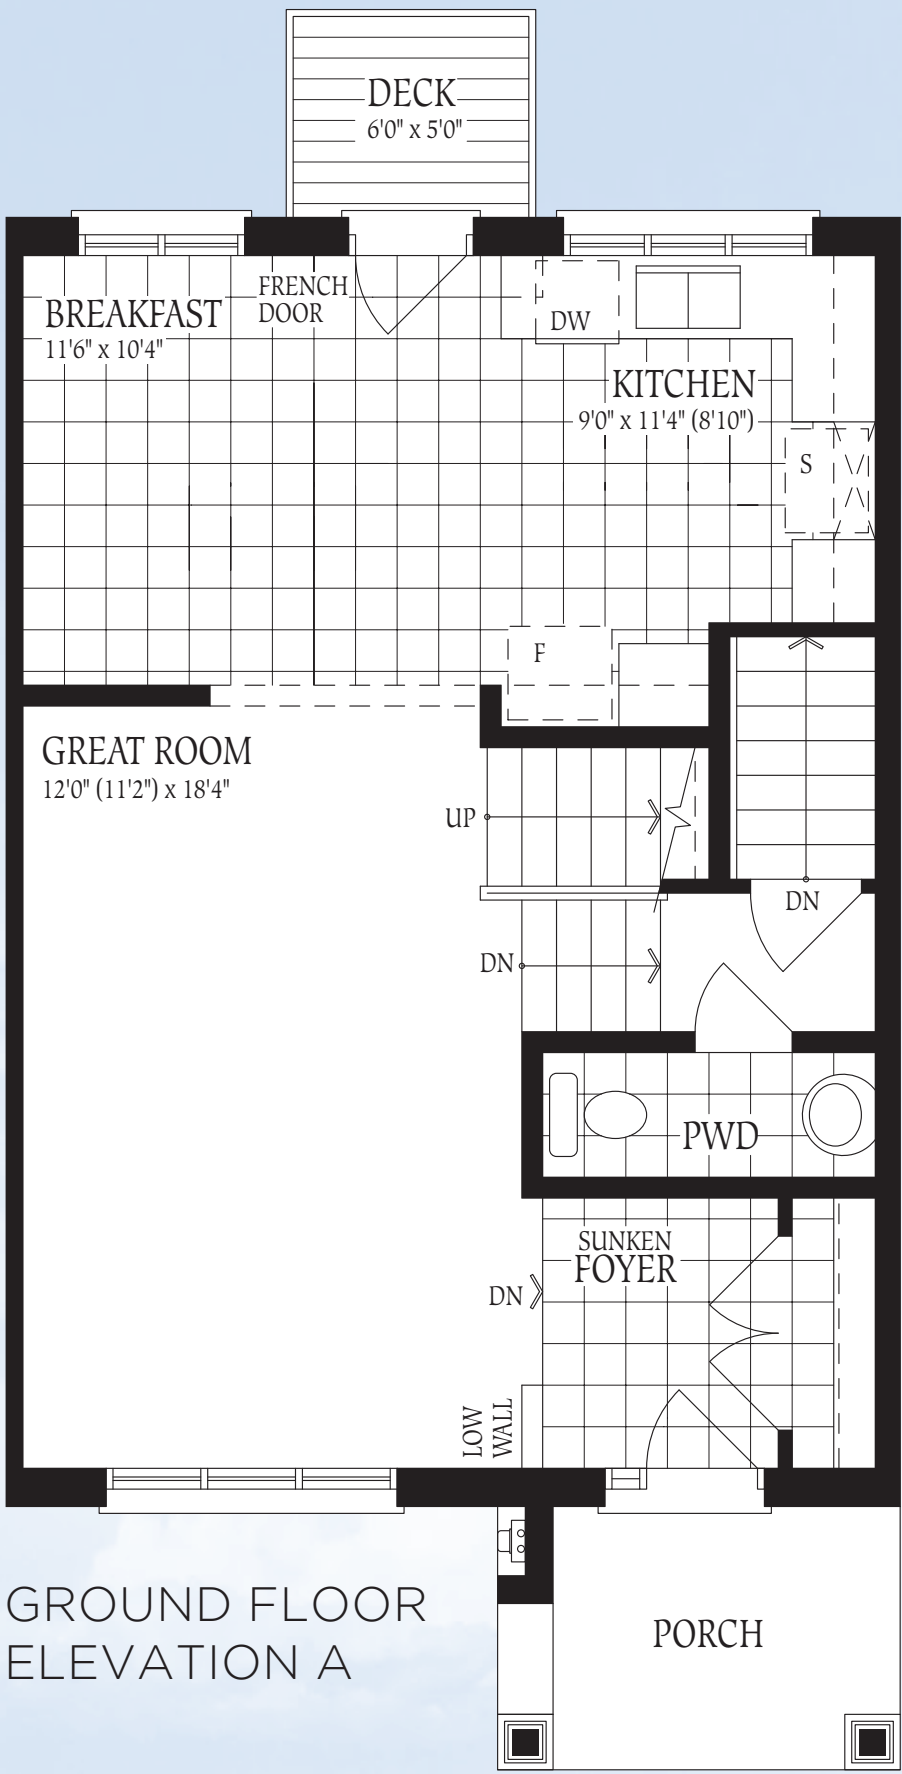 DECK
6'0" x 5'0"
FRENCH
DOOR
BREAKFAST
11'6" x 10'4"
DW
KITCHEN
9'0" x 11'4" (8'10")
S
F
GREAT ROOM
12'0" (11'2") x 18'4"
UP
DN
DN
PWD
SUNKEN
FOYER
DN
LOW
WALL
GROUND FLOOR
ELEVATION A
PORCH